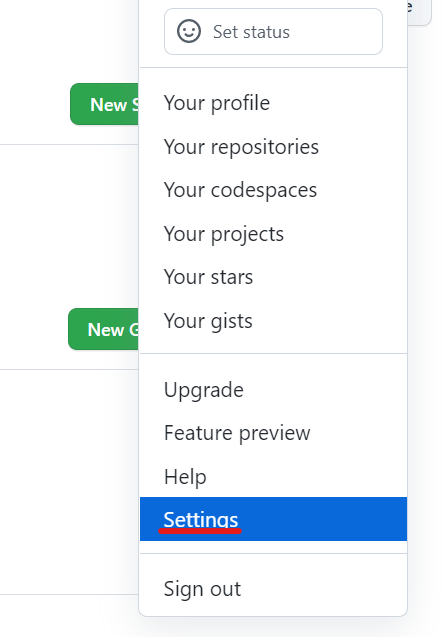 Set status
New S
Your profile
Your repositories
Your codespaces
Your projects
Your stars
Your gists
New G
Upgrade
Feature preview
Help
Settings
Sign out